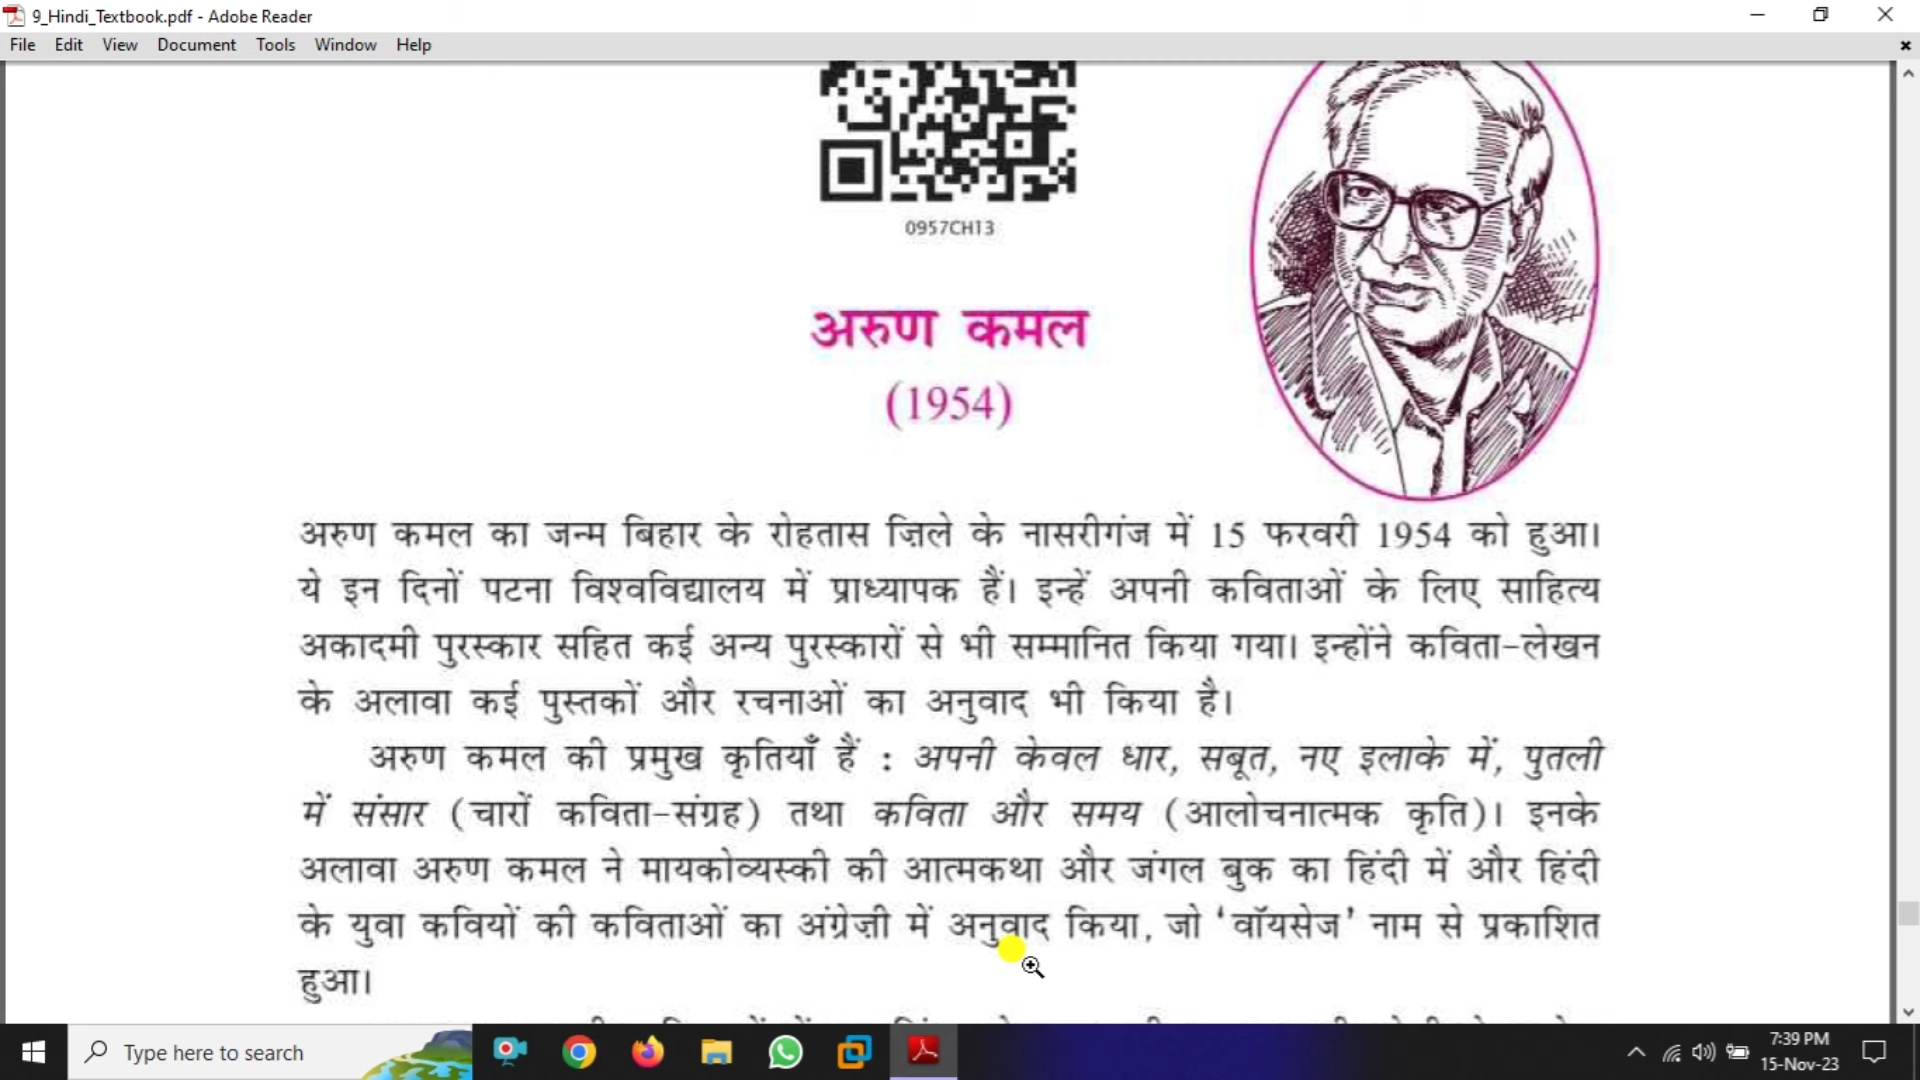 9_Hindi_Textbook.pdf - Adobe Reader
File Edit View Document Tools Window Help
0957CH13
अरुण कमल
(1954)
अरुण कमल का जन्म बिहार के रोहतास ज़िले के नासरीगंज में 15 फरवरी 1954 को हुआ।
ये इन दिनों पटना विश्वविद्यालय में प्राध्यापक हैं। इन्हें अपनी कविताओं के लिए साहित्य
अकादमी पुरस्कार सहित कई अन्य पुरस्कारों से भी सम्मानित किया गया। इन्होंने कविता-लेखन
के अलावा कई पुस्तकों और रचनाओं का अनुवाद भी किया है।
अरुण कमल की प्रमुख कृतियाँ हैं : अपनी केवल धार, सबूत, नए इलाके में, पुतली
में संसार (चारों कविता-संग्रह) तथा कविता और समय (आलोचनात्मक कृति)। इनके
अलावा अरुण कमल ने मायकोव्यस्की की आत्मकथा और जंगल बुक का हिंदी में और हिंदी
के युवा कवियों की कविताओं का अंग्रेज़ी में अनुवाद किया, जो ‘वॉयसेज’ नाम से प्रकाशित
हुआ।
Type here to search
7:39 PM
15-Nov-23